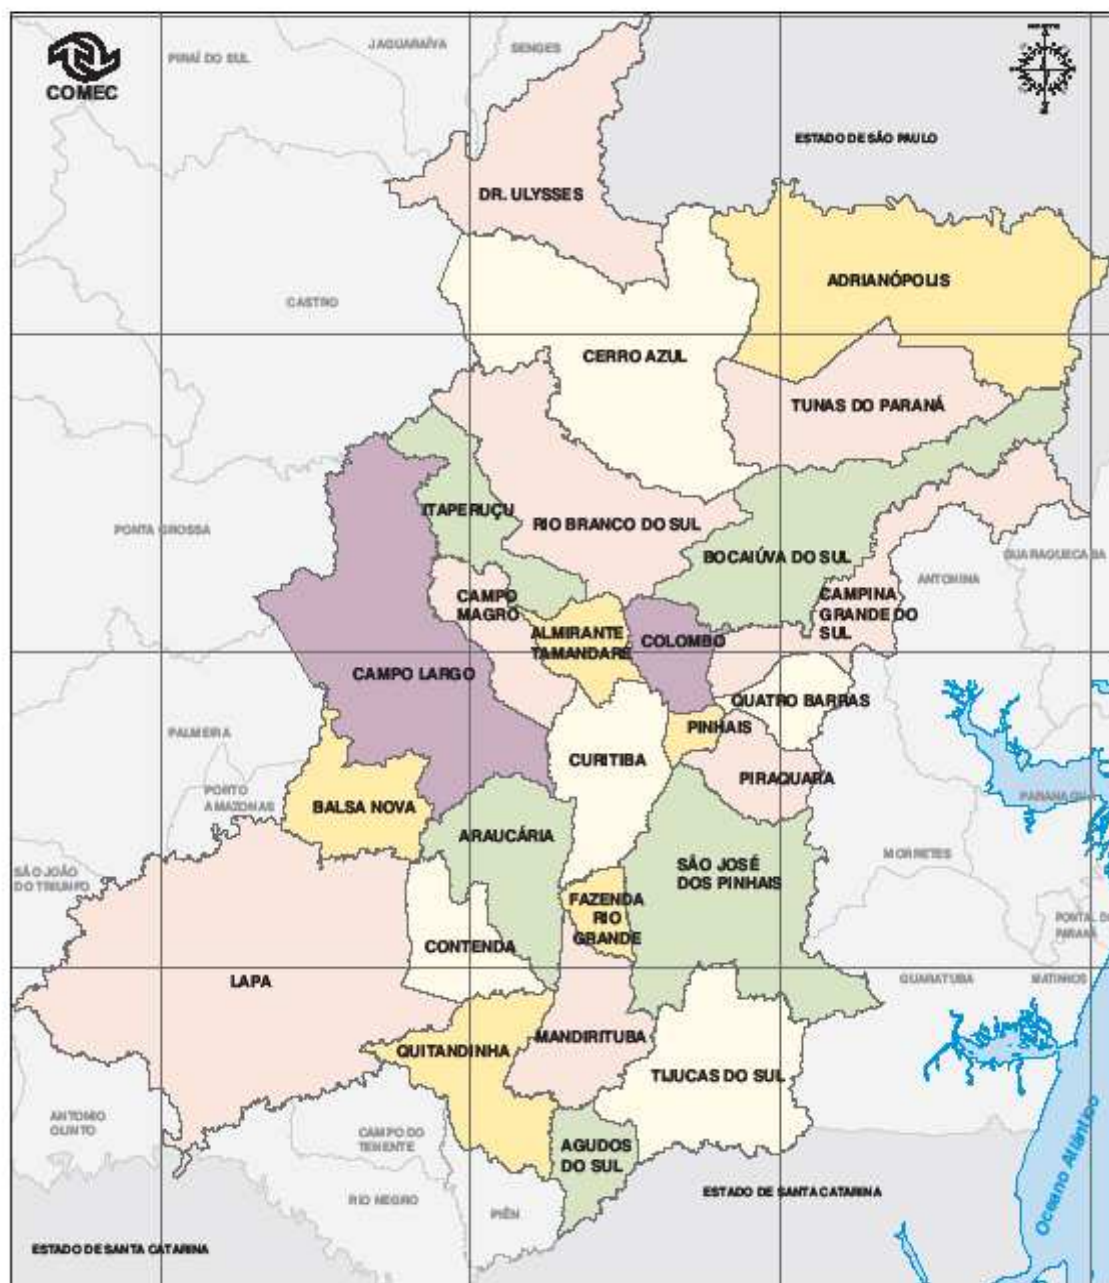 JAGUARAÍVA
SENGES
PIRAÍ DO SUL
COMEC
ESTADO DE SÃO PAULO
DR. ULYSSES
ADRIANÓPOLIS
CASTRO
CERRO AZUL
TUNAS DO PARANÁ
ITAPERUÇU
RIO BRANCO DO SUL
PONTA GROSSA
BOCAIÚVA DO SUL
GUARAQUEÇABA
ANTONINA
CAMPO
MAGRO
CAMPINA
GRANDE DO
SUL
ALMIRANTE
TAMANDARÉ
COLOMBO
CAMPO LARGO
QUATRO BARRAS
PALMEIRA
PINHAIS
CURITIBA
PIRAQUARA
PORTO
AMAZONAS
BALSA NOVA
PARANAGUÁ
ARAUCÁRIA
SÃO JOÃO
DO TRIUNFO
SÃO JOSÉ
DOS PINHAIS
MORRETES
FAZENDA
RIO
GRANDE
PONTAL DO
PARANÁ
CONTENDA
LAPA
GUARATUBA
MATINHOS
MANDIRITUBA
QUITANDINHA
TIJUCAS DO SUL
ANTONIO
OLINTO
CAMPO DO
TENENTE
AGUDOS
DO SUL
RIO NEGRO
PIÊN
ESTADO DE SANTA CATARINA
Oceano Atlântico
ESTADO DE SANTA CATARINA